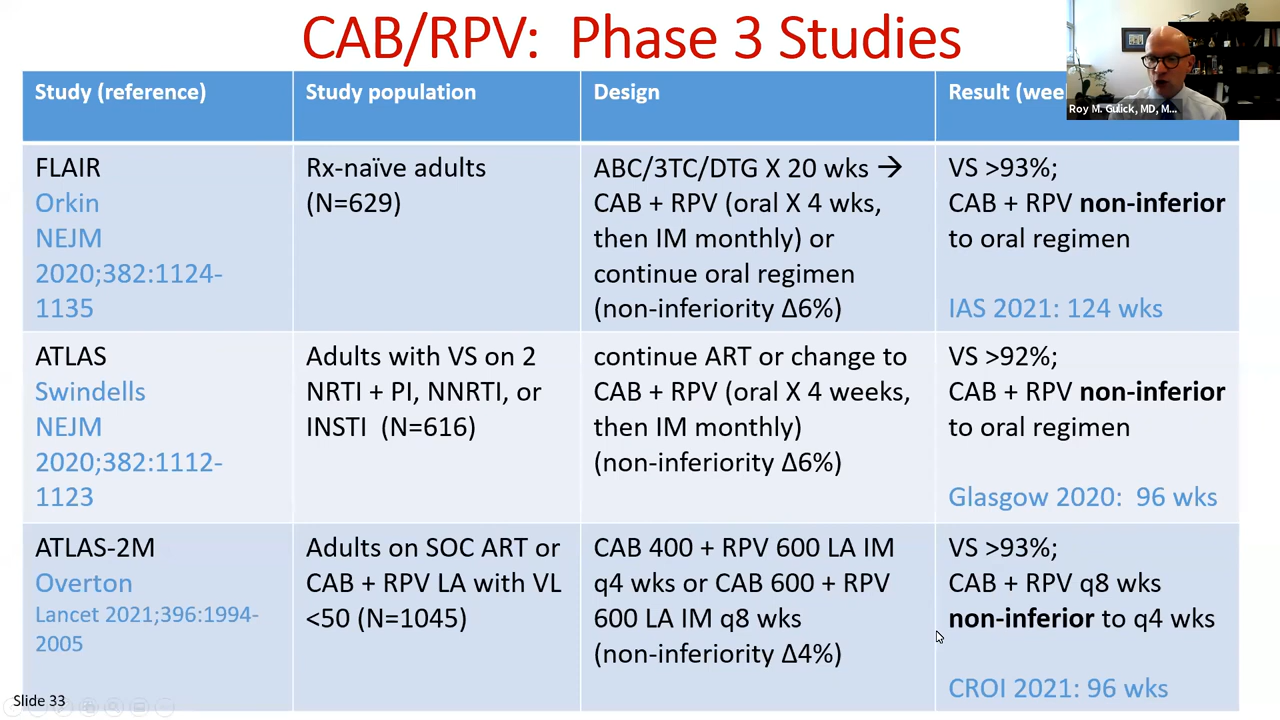 CAB/RPV: Phase 3 Studies
Roy M. Gulick, MD, M...
Study (reference)
Study population
Design
Result (wee
FLAIR
Orkin
NEJM
2020;382:1124-
1135
Rx-naïve adults
(N=629)
ABC/3TC/DTG X 20 wks →
CAB + RPV (oral X 4 wks,
then IM monthly) or
continue oral regimen
(non-inferiority Δ6%)
VS >93%;
CAB + RPV non-inferior
to oral regimen
IAS 2021: 124 wks
ATLAS
Swindells
NEJM
2020;382:1112-
1123
Adults with VS on 2
NRTI + PI, NNRTI, or
INSTI (N=616)
continue ART or change to
CAB + RPV (oral X 4 weeks,
then IM monthly)
(non-inferiority Δ6%)
VS >92%;
CAB + RPV non-inferior
to oral regimen
Glasgow 2020: 96 wks
ATLAS-2M
Overton
Lancet 2021;396:1994-
2005
Adults on SOC ART or
CAB + RPV LA with VL
<50 (N=1045)
CAB 400 + RPV 600 LA IM
q4 wks or CAB 600 + RPV
600 LA IM q8 wks
(non-inferiority Δ4%)
VS >93%;
CAB + RPV q8 wks
non-inferior to q4 wks
CROI 2021: 96 wks
Slide 33